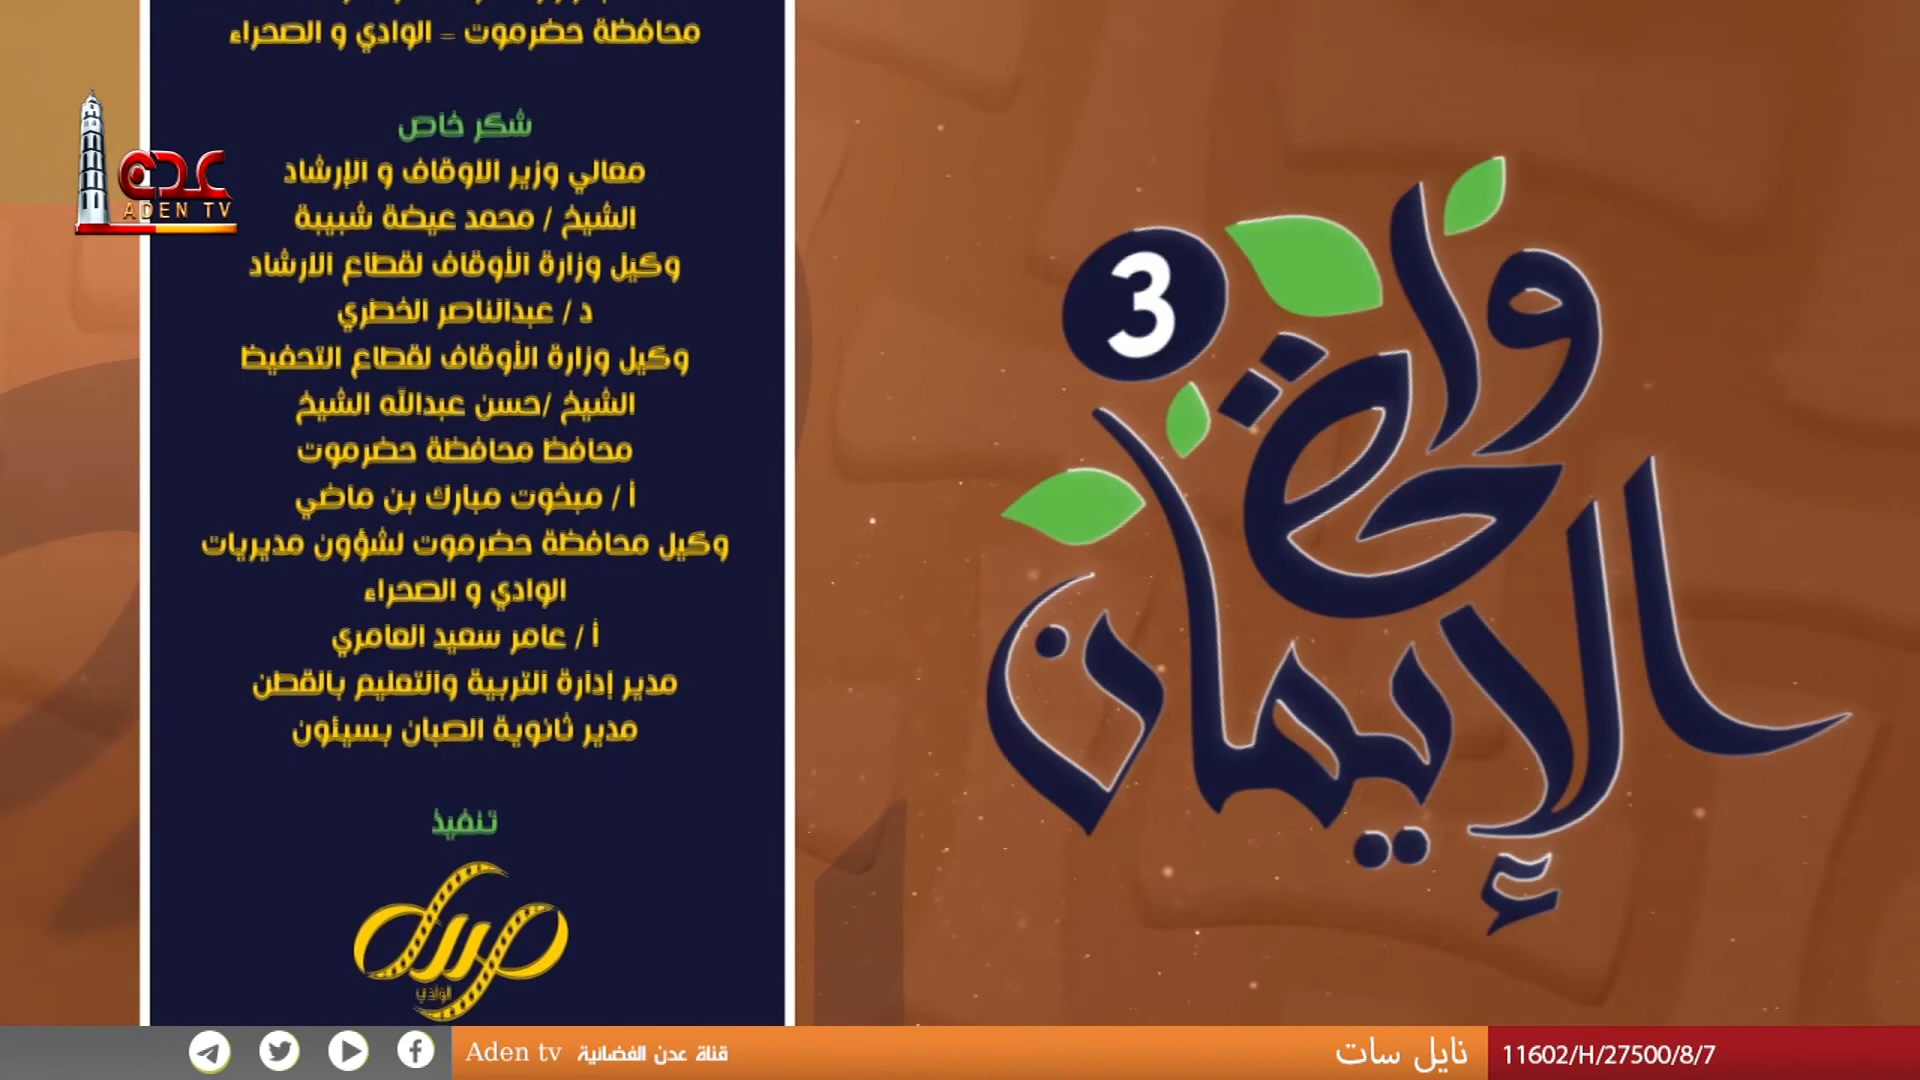 محافظة حضرموت - الوادي و الصحراء
شكر خاص
معالي وزير الاوقاف و الإرشاد
الشيخ / محمد عيضة شبيبة
وكيل وزارة الأوقاف لقطاع الارشاد
د / عبدالناصر الخطري
وكيل وزارة الأوقاف لقطاع التحفيظ
الشيخ /حسن عبدالله الشيخ
محافظ محافظة حضرموت
أ / مبخوت مبارك بن ماضي
وكيل محافظة حضرموت لشؤون مديريات
الوادي و الصحراء
أ / عامر سعيد العامري
مدير إدارة التربية والتعليم بالقطن
مدير ثانوية الصبان بسيئون
تنفيذ
الوادي
عدن
ADEN TV
واحة
3
الإيمان
Aden tv قناة عدن الفضائية
نايل سات
11602/H/27500/8/7